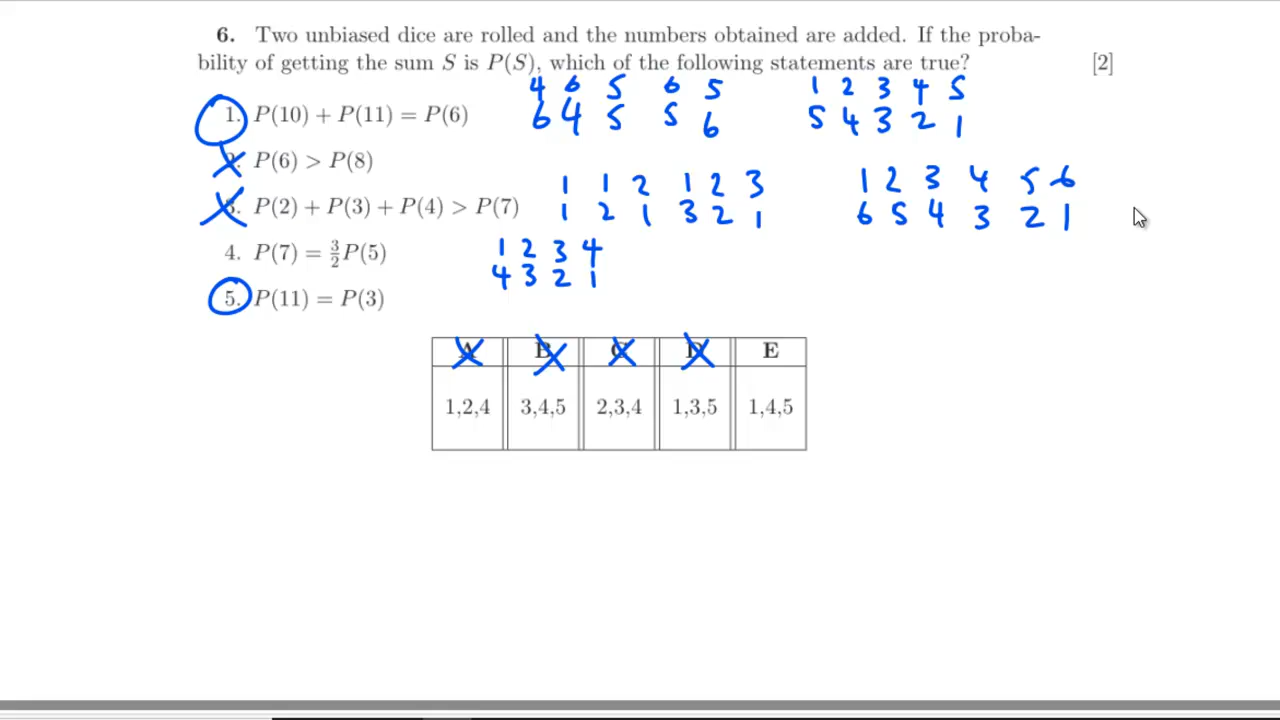 6. Two unbiased dice are rolled and the numbers obtained are added. If the proba-
bility of getting the sum S is P(S), which of the following statements are true? [2]
4 6 5 6 5 1 2 3 4 5
1. P(10) + P(11) = P(6) 6 4 5 5 6 5 4 3 2 1
2. P(6) > P(8)
1 1 2 1 2 3 1 2 3 4 5 6
3. P(2) + P(3) + P(4) > P(7) 1 2 1 3 2 1 6 5 4 3 2 1
4. P(7) = 3/2 P(5) 1 2 3 4
4 3 2 1
5. P(11) = P(3)
A B C D E
1,2,4 3,4,5 2,3,4 1,3,5 1,4,5